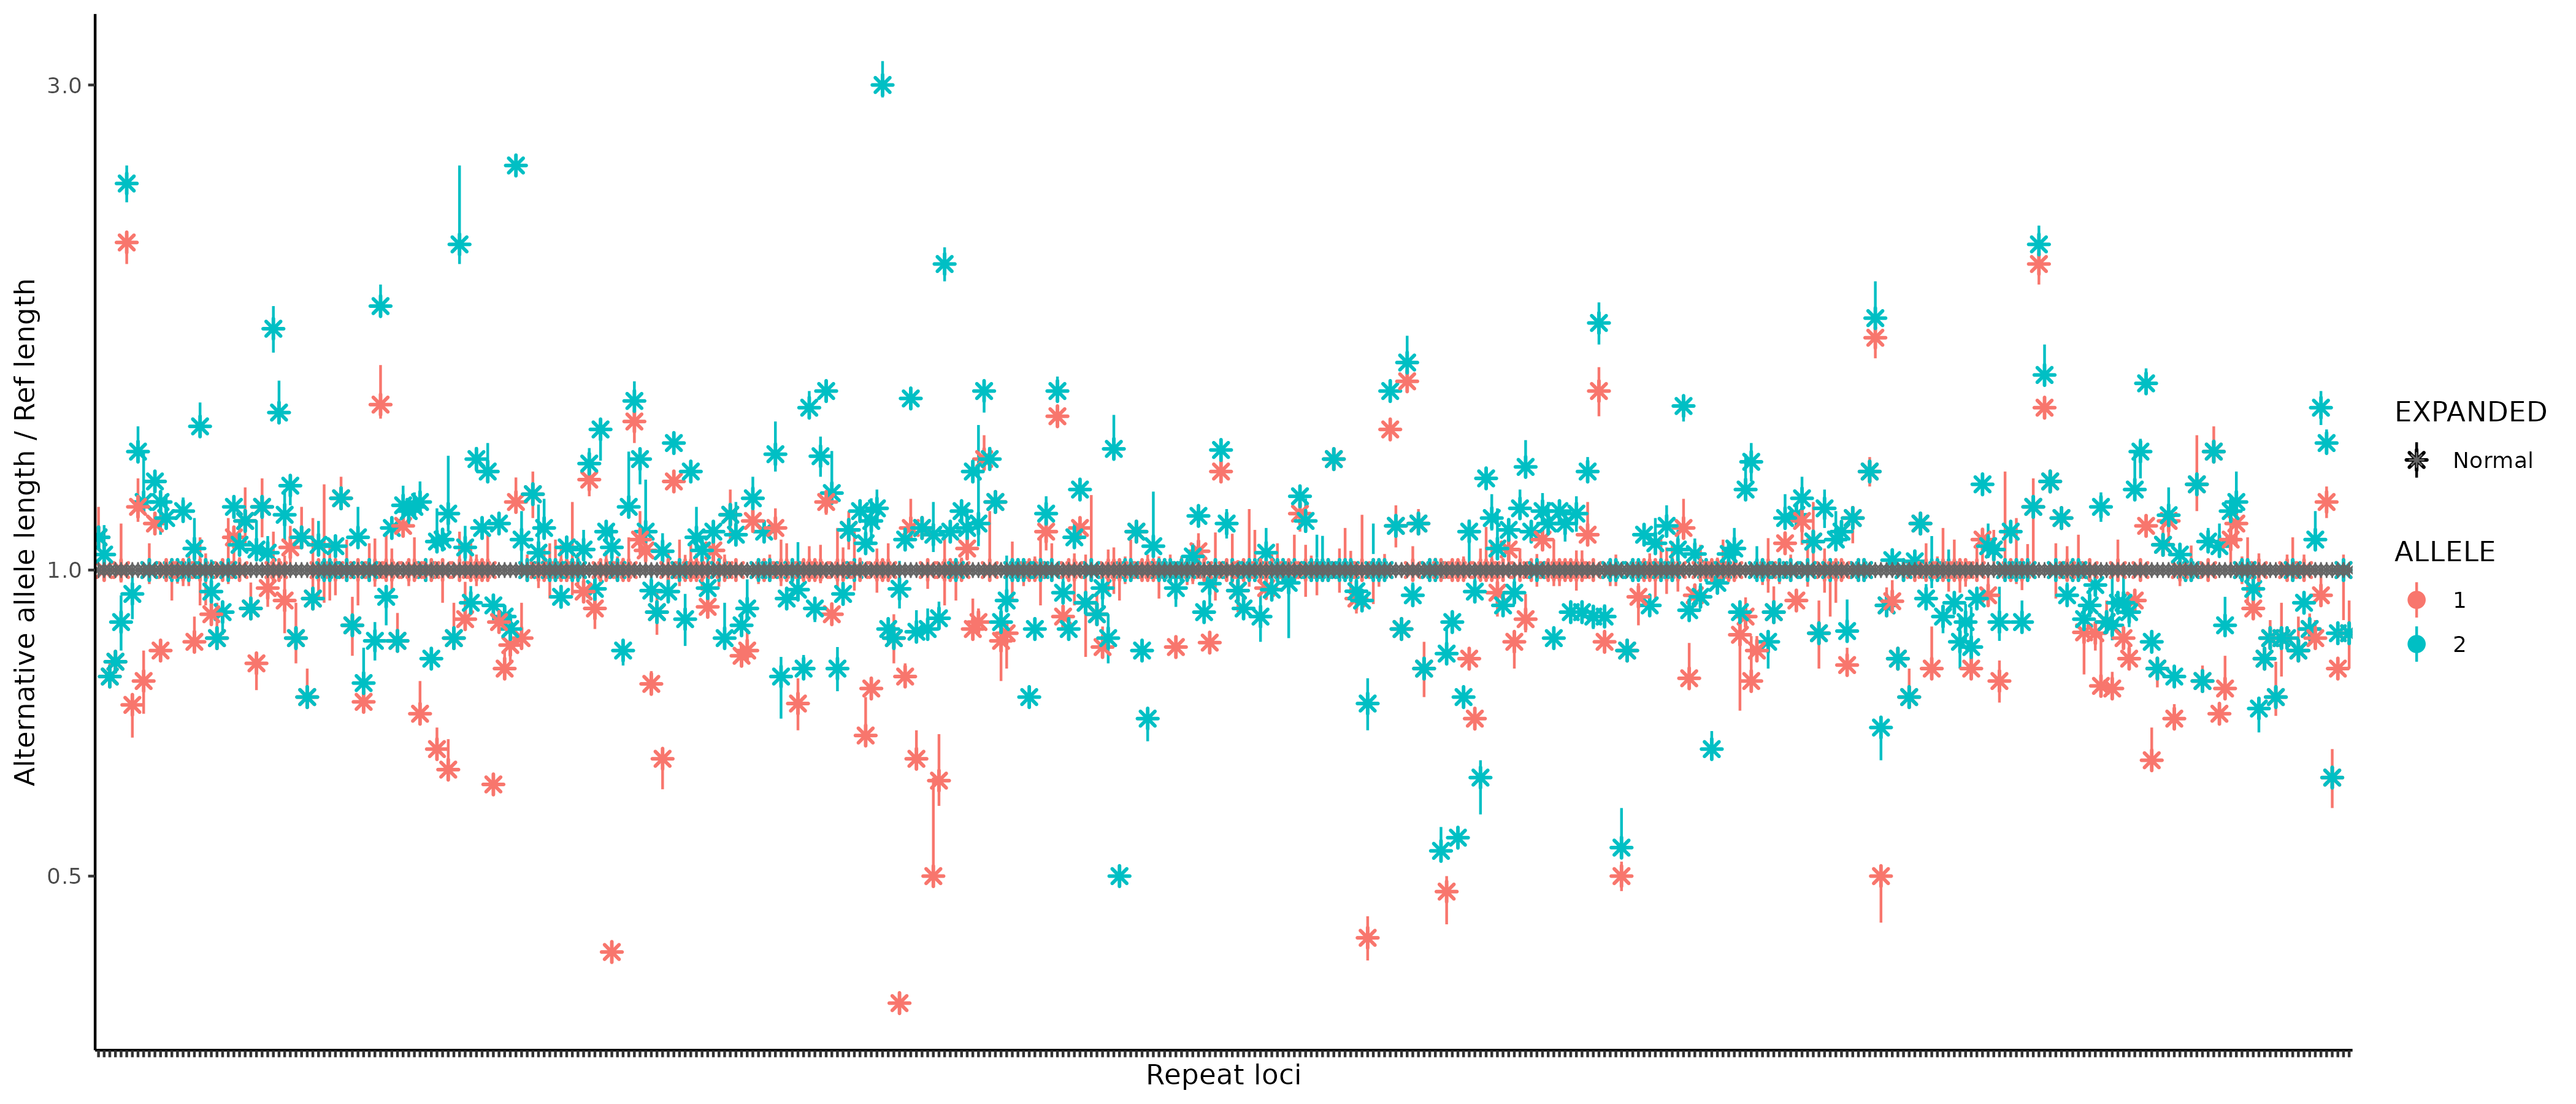 Alternative allele length / Ref length
3.0
1.0
0.5
Repeat loci
EXPANDED
Normal
ALLELE
1
2